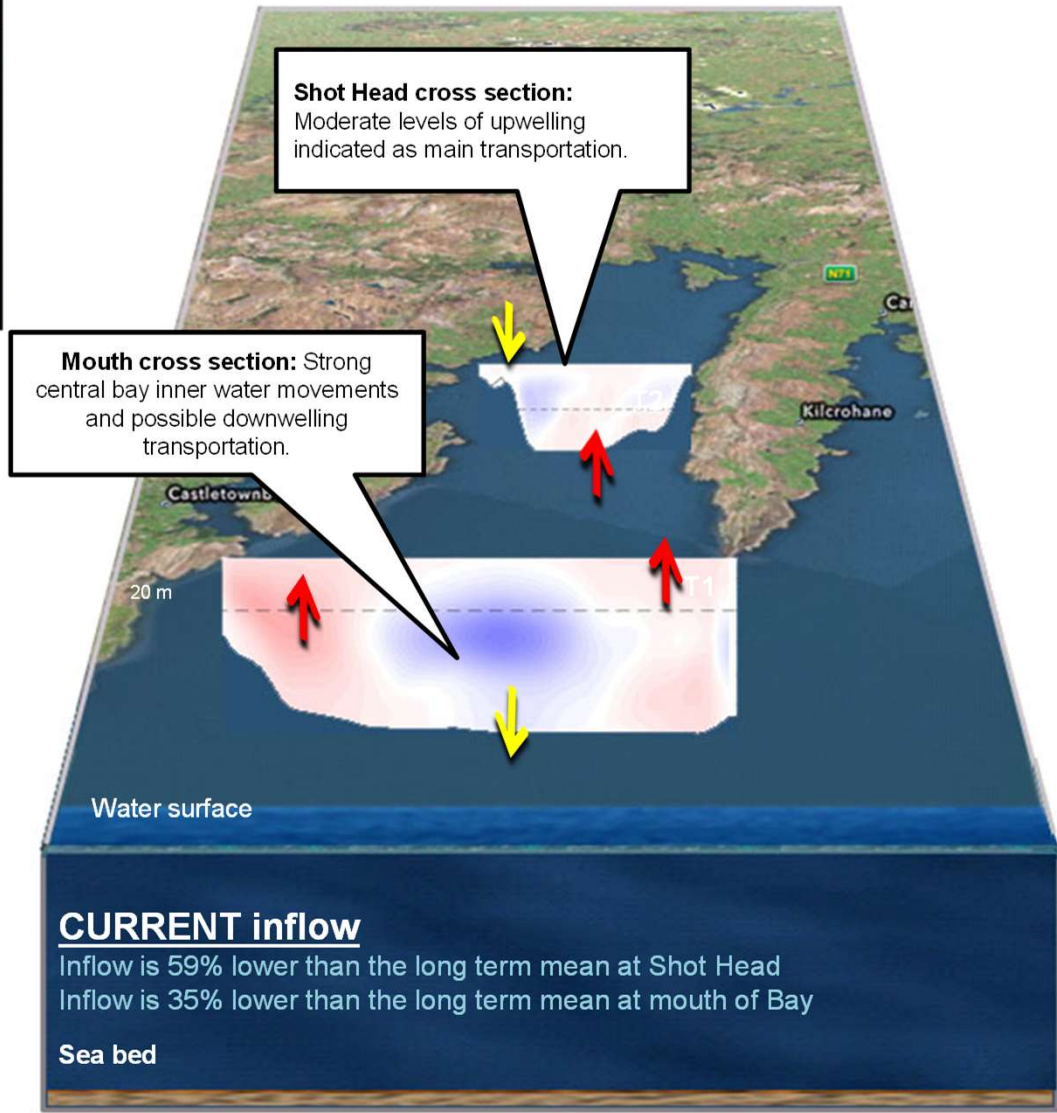 Shot Head cross section:
Moderate levels of upwelling
indicated as main transportation.
N71
Mouth cross section: Strong
central bay inner water movements
and possible downwelling
transportation.
T2
Kilcrohane
Castletownb
20 m
T1
Water surface
CURRENT inflow
Inflow is 59% lower than the long term mean at Shot Head
Inflow is 35% lower than the long term mean at mouth of Bay
Sea bed